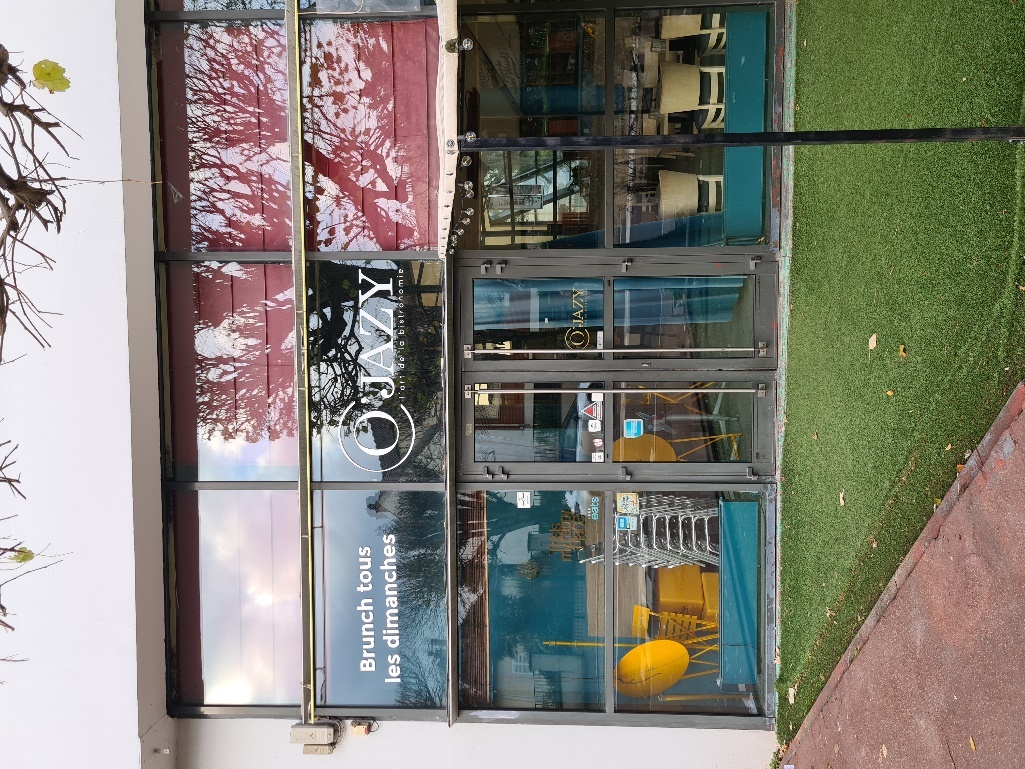 Brunch tous
les dimanches
O JAZY
l'art de la bistronomie
O JAZY
eats